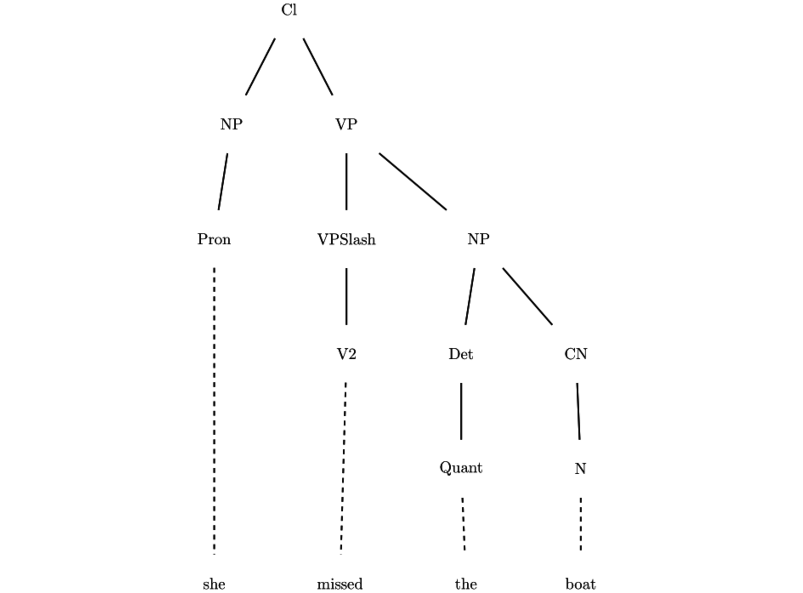 Cl
NP VP
Pron VPSlash NP
V2 Det CN
Quant N
she missed the boat